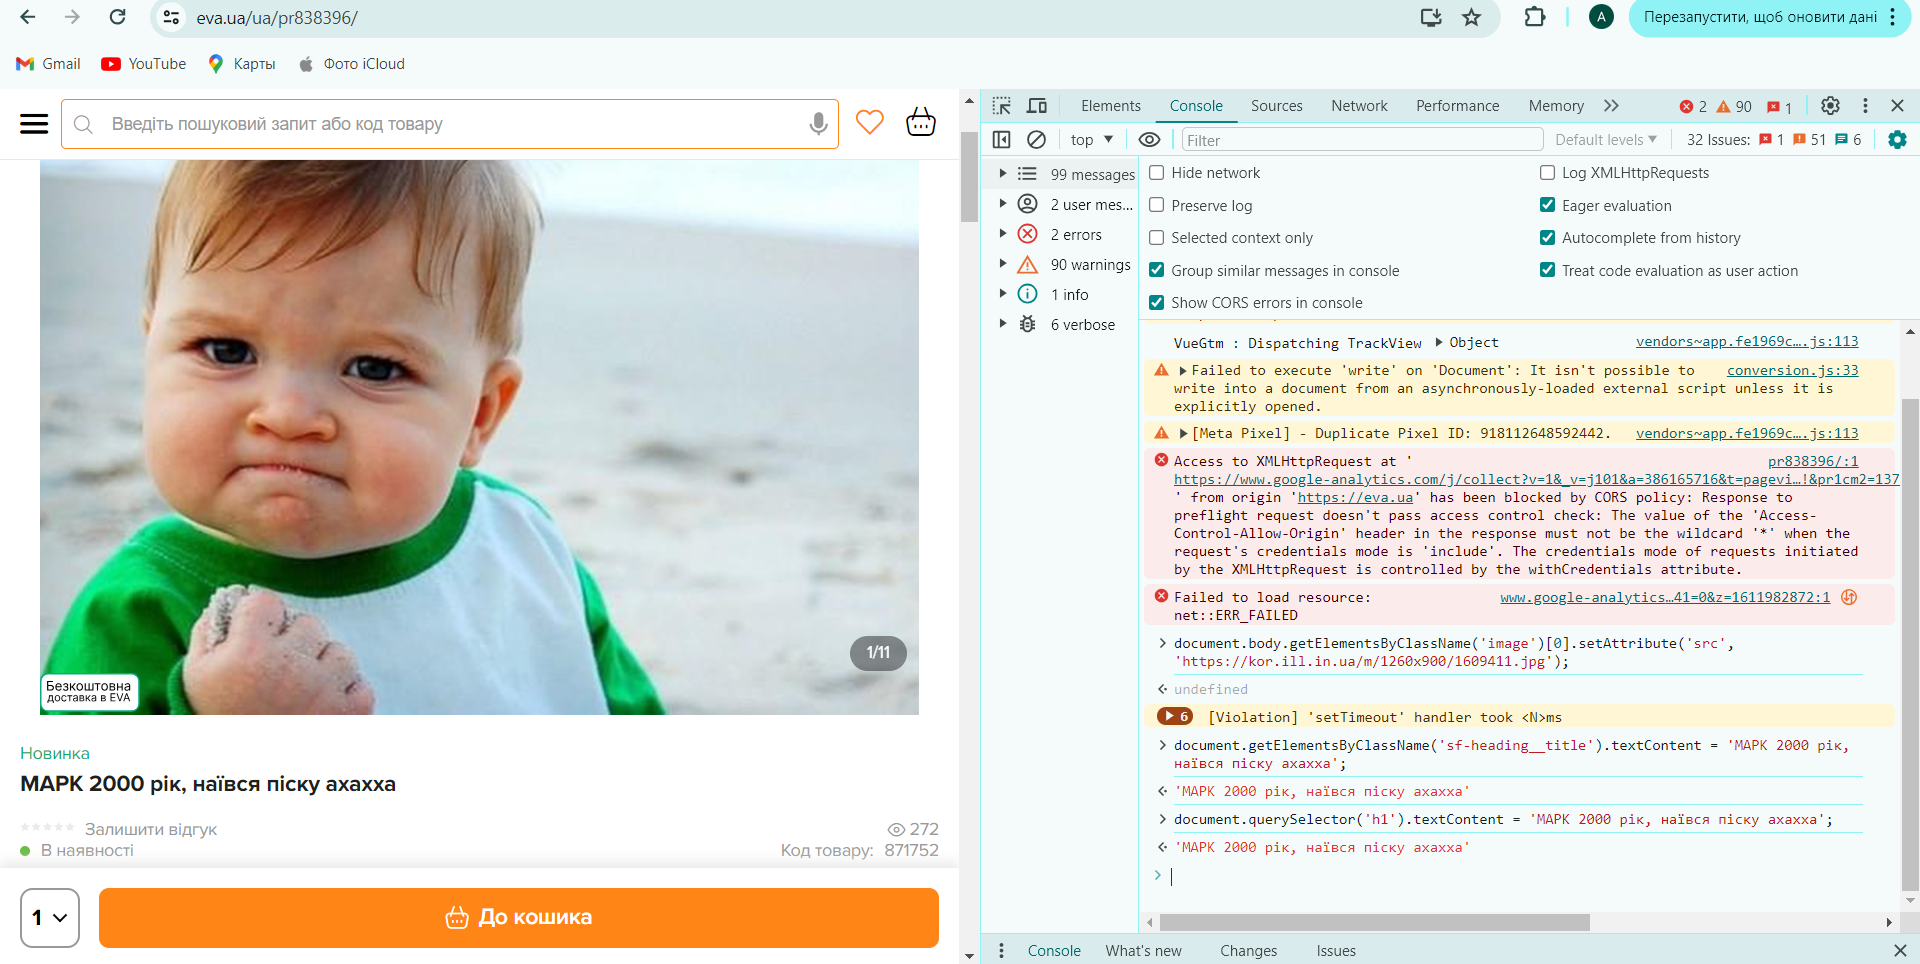 eva.ua/ua/pr838396/
A
Перезапустити, щоб оновити дані
Gmail
YouTube
Карты
Фото iCloud
Введіть пошуковий запит або код товару
1/11
Безкоштовна
доставка в EVA
Новинка
МАРК 2000 рік, наївся піску ахахха
Залишити відгук
272
В наявності
Код товару: 871752
1
До кошика
Elements
Console
Sources
Network
Performance
Memory
2
90
1
top
Filter
Default levels
32 Issues:
1
51
6
99 messages
2 user mes...
2 errors
90 warnings
1 info
6 verbose
Hide network
Log XMLHttpRequests
Preserve log
Eager evaluation
Selected context only
Autocomplete from history
Group similar messages in console
Treat code evaluation as user action
Show CORS errors in console
VueGtm : Dispatching TrackView Object vendors~app.fe1969c….js:113
Failed to execute 'write' on 'Document': It isn't possible to conversion.js:33
write into a document from an asynchronously-loaded external script unless it is
explicitly opened.
[Meta Pixel] - Duplicate Pixel ID: 918112648592442. vendors~app.fe1969c….js:113
Access to XMLHttpRequest at ' pr838396/:1
https://www.google-analytics.com/j/collect?v=1&_v=j101&a=386165716&t=pagevi…!&pr1cm2=137
' from origin 'https://eva.ua' has been blocked by CORS policy: Response to
preflight request doesn't pass access control check: The value of the 'Access-
Control-Allow-Origin' header in the response must not be the wildcard '*' when the
request's credentials mode is 'include'. The credentials mode of requests initiated
by the XMLHttpRequest is controlled by the withCredentials attribute.
Failed to load resource: www.google-analytics…41=0&z=1611982872:1
net::ERR_FAILED
document.body.getElementsByClassName('image')[0].setAttribute('src',
'https://kor.ill.in.ua/m/1260x900/1609411.jpg');
undefined
6 [Violation] 'setTimeout' handler took <N>ms
document.getElementsByClassName('sf-heading__title').textContent = 'МАРК 2000 рік,
наївся піску ахахха';
'МАРК 2000 рік, наївся піску ахахха'
document.querySelector('h1').textContent = 'МАРК 2000 рік, наївся піску ахахха';
'МАРК 2000 рік, наївся піску ахахха'
Console
What's new
Changes
Issues